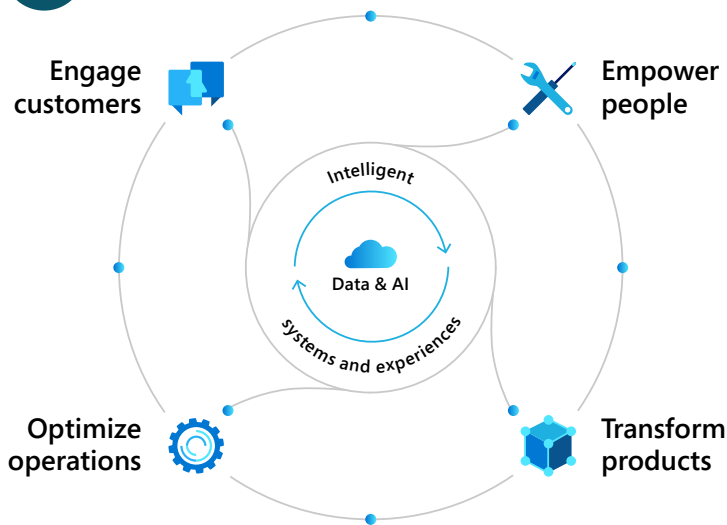 Engage
customers
Empower
people
Intelligent
Data & AI
systems and experiences
Optimize
operations
Transform
products